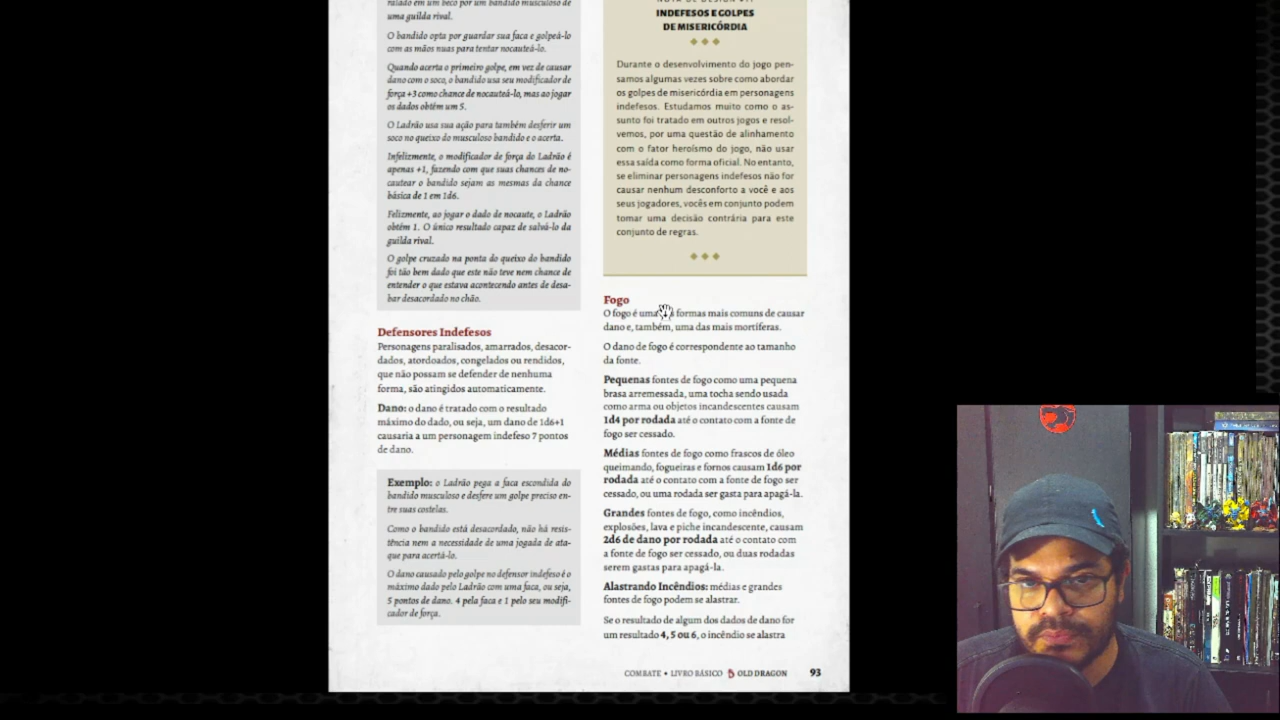 ralado em um beco por um bandido musculoso de
uma guilda rival.
O bandido opta por guardar sua faca e golpeá-lo
com as mãos nuas para tentar nocauteá-lo.
Quando acerta o primeiro golpe, em vez de causar
dano com o soco, o bandido usa seu modificador de
força +3 como chance de nocauteá-lo, mas ao jogar
os dados obtém um 5.
O Ladrão usa sua ação para também desferir um
soco no queixo do musculoso bandido e o acerta.
Infelizmente, o modificador de força do Ladrão é
apenas +1, fazendo com que suas chances de no-
cautear o bandido sejam as mesmas da chance
básica de 1 em 1d6.
Felizmente, ao jogar o dado de nocaute, o Ladrão
obtém 1. O único resultado capaz de salvá-lo da
guilda rival.
O golpe cruzado na ponta do queixo do bandido
foi tão bem dado que este não teve nem chance de
entender o que estava acontecendo antes de desa-
bar desacordado no chão.
Defensores Indefesos
Personagens paralisados, amarrados, desacor-
dados, atordoados, congelados ou rendidos,
que não possam se defender de nenhuma
forma, são atingidos automaticamente.
Dano: o dano é tratado com o resultado
máximo do dado, ou seja, um dano de 1d6+1
causaria a um personagem indefeso 7 pontos
de dano.
Exemplo: o Ladrão pega a faca escondida do
bandido musculoso e desfere um golpe preciso en-
tre suas costelas.
Como o bandido está desacordado, não há resis-
tência nem a necessidade de uma jogada de ata-
que para acertá-lo.
O dano causado pelo golpe no defensor indefeso é o
máximo dado pelo Ladrão com uma faca, ou seja,
5 pontos de dano. 4 pela faca e 1 pelo seu modifi-
cador de força.
INDEFESOS E GOLPES
DE MISERICÓRDIA
Durante o desenvolvimento do jogo pen-
samos algumas vezes sobre como abordar
os golpes de misericórdia em personagens
indefesos. Estudamos muito como o as-
sunto foi tratado em outros jogos e resol-
vemos, por uma questão de alinhamento
com o fator heroísmo do jogo, não usar
essa saída como forma oficial. No entanto,
se eliminar personagens indefesos não for
causar nenhum desconforto a você e aos
seus jogadores, vocês em conjunto podem
tomar uma decisão contrária para este
conjunto de regras.
Fogo
O fogo é uma formas mais comuns de causar
dano e, também, uma das mais mortíferas.
O dano de fogo é correspondente ao tamanho
da fonte.
Pequenas fontes de fogo como uma pequena
brasa arremessada, uma tocha sendo usada
como arma ou objetos incandescentes causam
1d4 por rodada até o contato com a fonte de
fogo ser cessado.
Médias fontes de fogo como frascos de óleo
queimando, fogueiras e fornos causam 1d6 por
rodada até o contato com a fonte de fogo ser
cessado, ou uma rodada ser gasta para apagá-la.
Grandes fontes de fogo, como incêndios,
explosões, lava e piche incandescente, causam
2d6 de dano por rodada até o contato com
a fonte de fogo ser cessado, ou duas rodadas
serem gastas para apagá-la.
Alastrando Incêndios: médias e grandes
fontes de fogo podem se alastrar.
Se o resultado de algum dos dados de dano for
um resultado 4, 5 ou 6, o incêndio se alastra
COMBATE • LIVRO BÁSICO OLD DRAGON 93